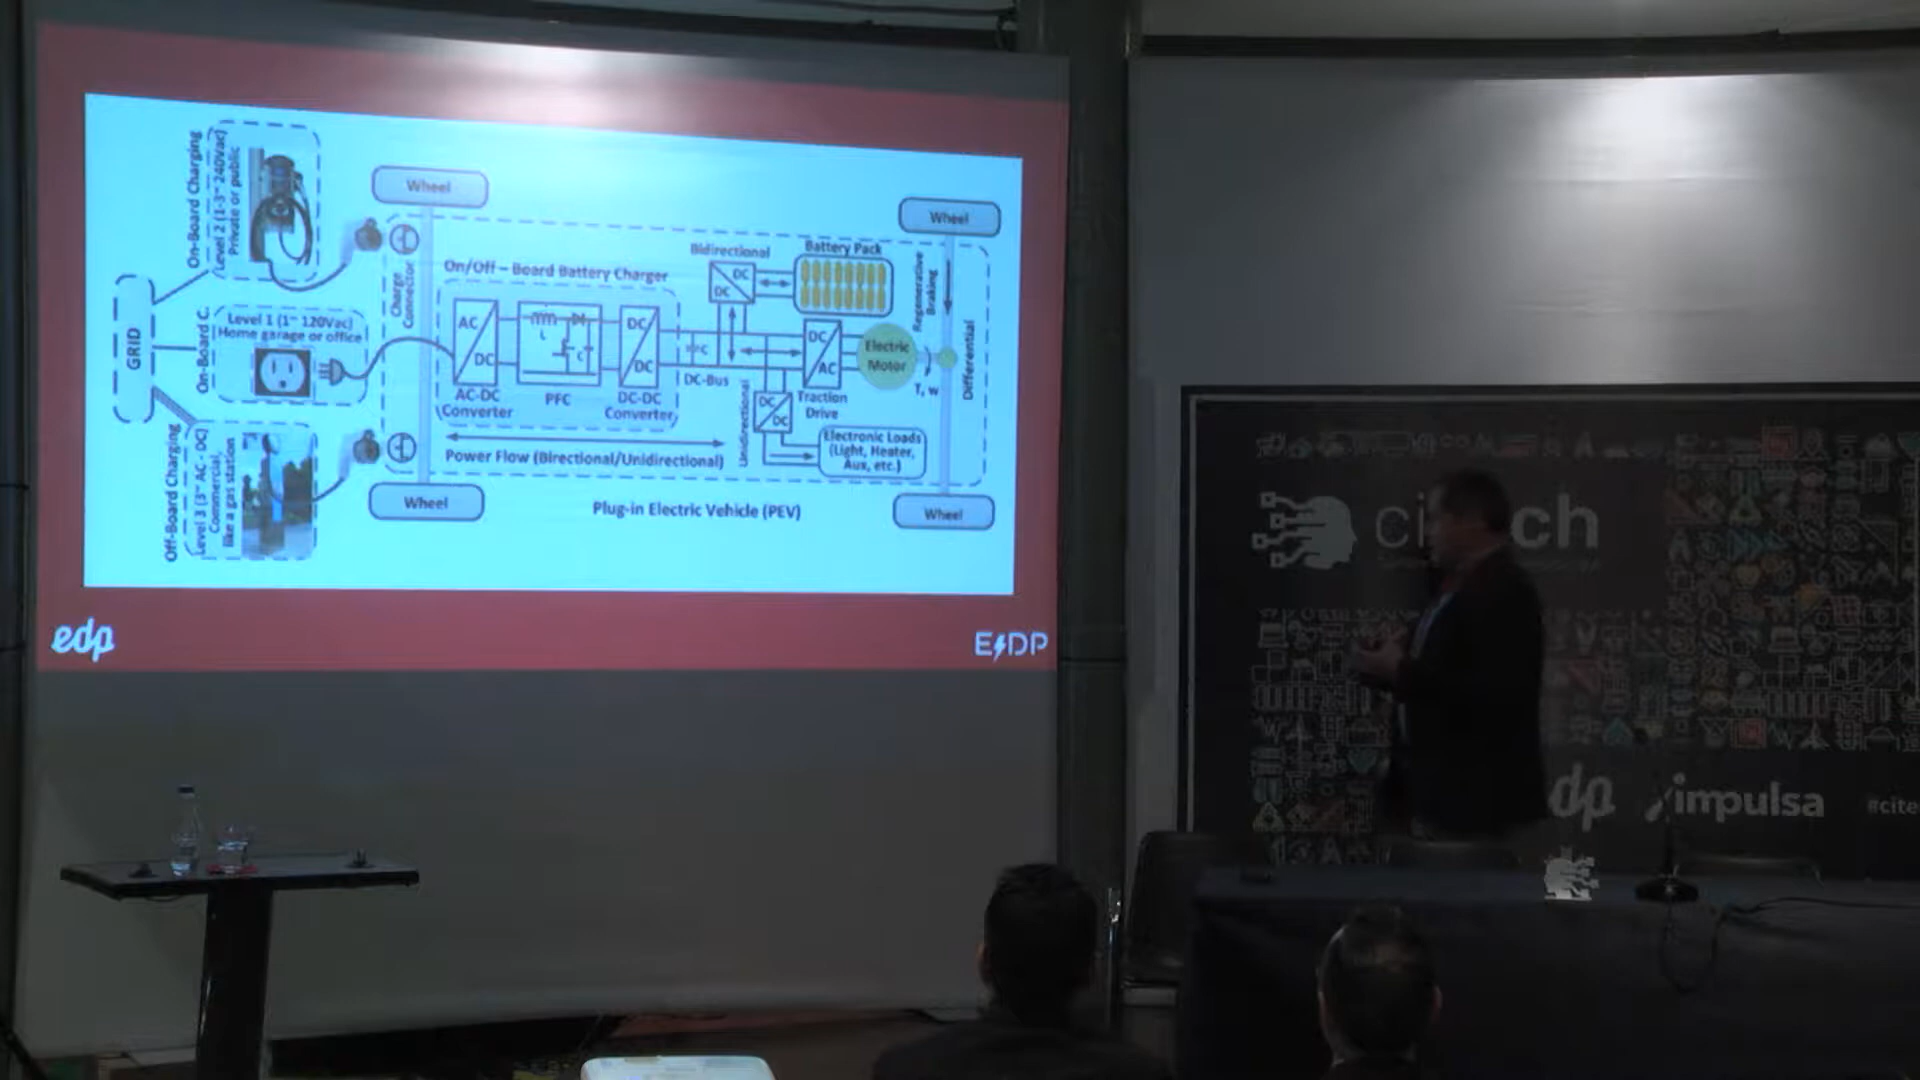 On-Board Charging
Level 2 (1-3~ 240Vac)
Private or public
GRID
On-Board C.
Level 1 (1~ 120Vac)
Home garage or office
Off-Board Charging
Level 3 (3~ AC - DC)
Commercial,
like a gas station
Wheel
Charge
Connector
On/Off – Board Battery Charger
AC
DC
AC-DC
Converter
L
C
PFC
DC
DC
DC-DC
Converter
Power Flow (Birectional/Unidirectional)
Wheel
C
DC-Bus
Bidirectional
DC
DC
Battery Pack
Unidirectional
DC
DC
DC
AC
Traction
Drive
Electric
Motor
T, w
Regenerative
Braking
Differential
Electronic Loads
(Light, Heater,
Aux, etc.)
Wheel
Wheel
Plug-in Electric Vehicle (PEV)
edp
EDP
ci ch
dp impulsa #cite